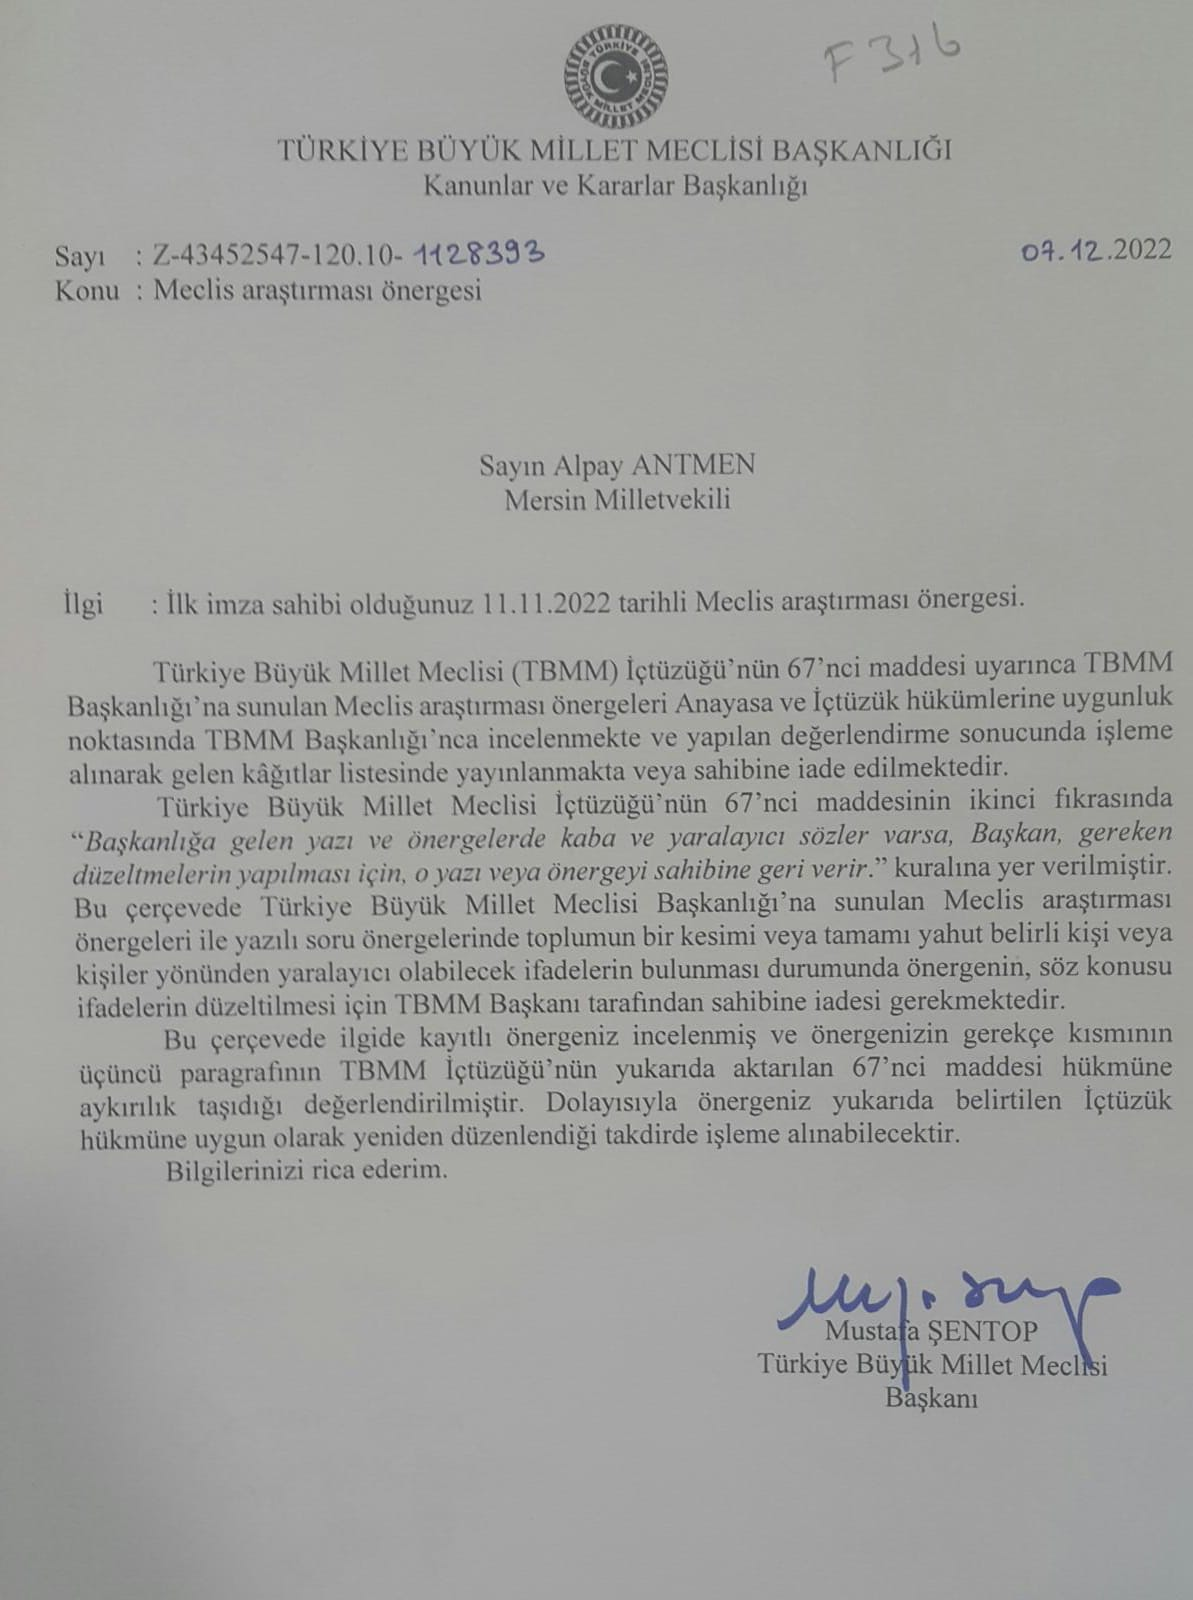 F 316
TÜRKİYE BÜYÜK MİLLET MECLİSİ
TÜRKİYE BÜYÜK MİLLET MECLİSİ BAŞKANLIĞI
Kanunlar ve Kararlar Başkanlığı
Sayı : Z-43452547-120.10- 1128393 07.12.2022
Konu : Meclis araştırması önergesi
Sayın Alpay ANTMEN
Mersin Milletvekili
İlgi : İlk imza sahibi olduğunuz 11.11.2022 tarihli Meclis araştırması önergesi.
Türkiye Büyük Millet Meclisi (TBMM) İçtüzüğü’nün 67’nci maddesi uyarınca TBMM
Başkanlığı’na sunulan Meclis araştırması önergeleri Anayasa ve İçtüzük hükümlerine uygunluk
noktasında TBMM Başkanlığı’nca incelenmekte ve yapılan değerlendirme sonucunda işleme
alınarak gelen kâğıtlar listesinde yayınlanmakta veya sahibine iade edilmektedir.
Türkiye Büyük Millet Meclisi İçtüzüğü’nün 67’nci maddesinin ikinci fıkrasında
“Başkanlığa gelen yazı ve önergelerde kaba ve yaralayıcı sözler varsa, Başkan, gereken
düzeltmelerin yapılması için, o yazı veya önergeyi sahibine geri verir.” kuralına yer verilmiştir.
Bu çerçevede Türkiye Büyük Millet Meclisi Başkanlığı’na sunulan Meclis araştırması
önergeleri ile yazılı soru önergelerinde toplumun bir kesimi veya tamamı yahut belirli kişi veya
kişiler yönünden yaralayıcı olabilecek ifadelerin bulunması durumunda önergenin, söz konusu
ifadelerin düzeltilmesi için TBMM Başkanı tarafından sahibine iadesi gerekmektedir.
Bu çerçevede ilgide kayıtlı önergeniz incelenmiş ve önergenizin gerekçe kısmının
üçüncü paragrafının TBMM İçtüzüğü’nün yukarıda aktarılan 67’nci maddesi hükmüne
aykırılık taşıdığı değerlendirilmiştir. Dolayısıyla önergeniz yukarıda belirtilen İçtüzük
hükmüne uygun olarak yeniden düzenlendiği takdirde işleme alınabilecektir.
Bilgilerinizi rica ederim.
Mustafa ŞENTOP
Türkiye Büyük Millet Meclisi
Başkanı